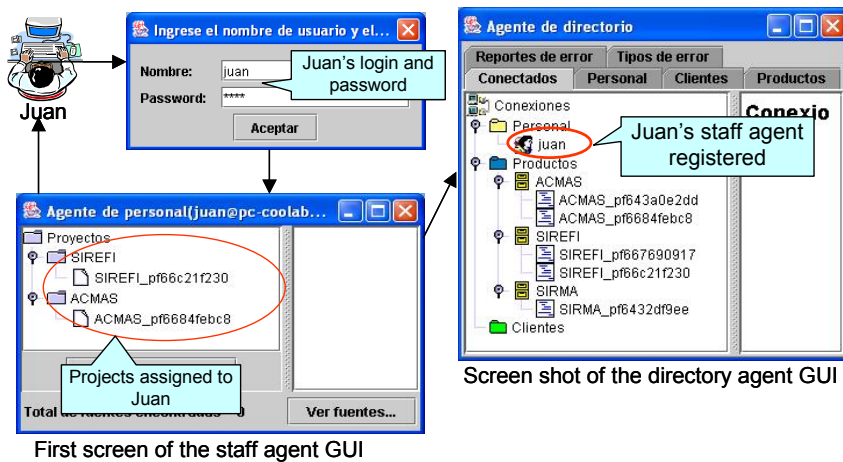 Juan
Ingrese el nombre de usuario y el...
Nombre:
juan
Password:
****
Juan's login and
password
Aceptar
Agente de personal(juan@pc-coolab...
Proyectos
SIREFI
SIREFI_pf66c21f230
ACMAS
ACMAS_pf6684febc8
Projects assigned to
Juan
Ver fuentes...
First screen of the staff agent GUI
Agente de directorio
Reportes de error
Tipos de error
Conectados
Personal
Clientes
Productos
Conexiones
Personal
juan
Productos
ACMAS
ACMAS_pf643a0e2dd
ACMAS_pf6684febc8
SIREFI
SIREFI_pf667690917
SIREFI_pf66c21f230
SIRMA
SIRMA_pf6432df9ee
Clientes
Conexio
Juan's staff agent
registered
Screen shot of the directory agent GUI